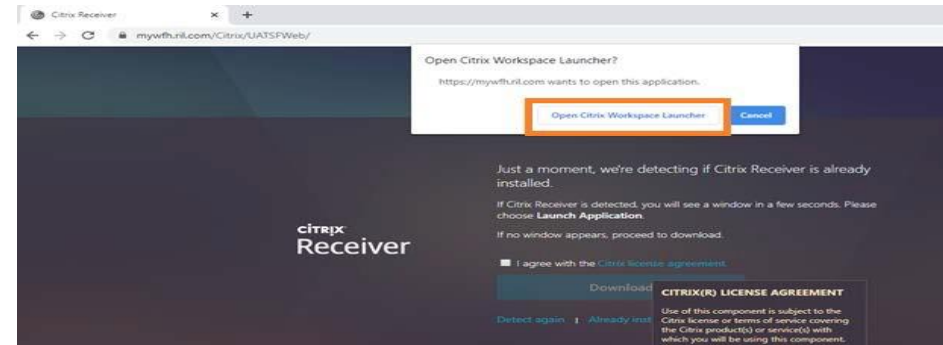 Citrix Receiver
mywfh.ril.com/Citrix/UATSFWeb/
Open Citrix Workspace Launcher?
https://mywfh.ril.com wants to open this application.
Open Citrix Workspace Launcher
Cancel
Just a moment, we're detecting if Citrix Receiver is already
installed.
If Citrix Receiver is detected, you will see a window in a few seconds. Please
choose Launch Application.
If no window appears, proceed to download.
CITRIX
Receiver
I agree with the Citrix license agreement
Download
Detect again | Already inst
CITRIX(R) LICENSE AGREEMENT
Use of this component is subject to the
Citrix license or terms of service covering
the Citrix product(s) or service(s) with
which you will be using this component.